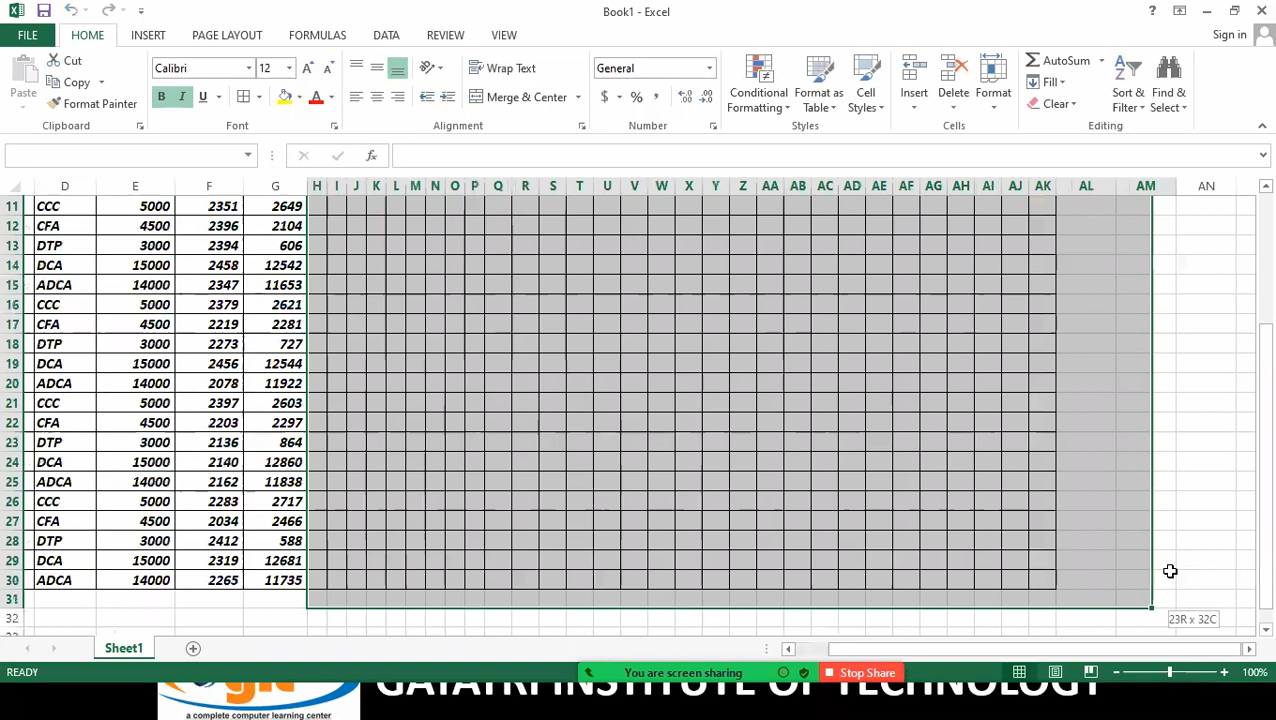 Book1 - Excel
?
FILE HOME INSERT PAGE LAYOUT FORMULAS DATA REVIEW VIEW Sign in
Paste Cut Copy Format Painter
Calibri 12 A A
B I U A
Wrap Text
Merge & Center
General
$ % ,
Conditional Formatting Format as Table Cell Styles
Insert Delete Format
AutoSum Fill Clear
Sort & Filter Find & Select
Clipboard Font Alignment Number Styles Cells Editing
fx
D E F G H I J K L M N O P Q R S T U V W X Y Z AA AB AC AD AE AF AG AH AI AJ AK AL AM AN
11 CCC 5000 2351 2649
12 CFA 4500 2396 2104
13 DTP 3000 2394 606
14 DCA 15000 2458 12542
15 ADCA 14000 2347 11653
16 CCC 5000 2379 2621
17 CFA 4500 2219 2281
18 DTP 3000 2273 727
19 DCA 15000 2456 12544
20 ADCA 14000 2078 11922
21 CCC 5000 2397 2603
22 CFA 4500 2203 2297
23 DTP 3000 2136 864
24 DCA 15000 2140 12860
25 ADCA 14000 2162 11838
26 CCC 5000 2283 2717
27 CFA 4500 2034 2466
28 DTP 3000 2412 588
29 DCA 15000 2319 12681
30 ADCA 14000 2265 11735
31
32
23R x 32C
Sheet1
READY You are screen sharing Stop Share 100%
GAYATRI INSTITUTE OF TECHNOLOGY
a complete computer learning center